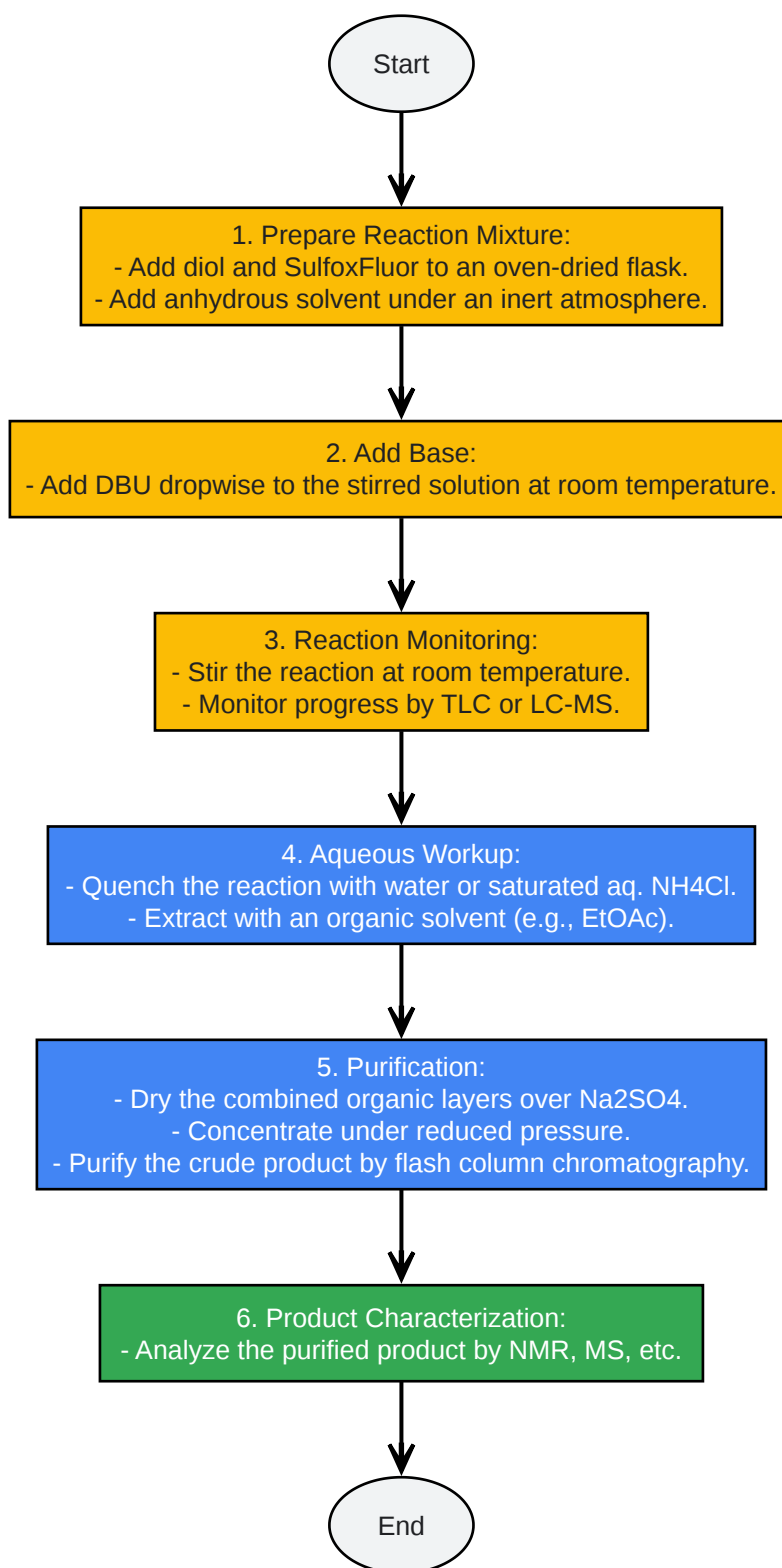 Start
1. Prepare Reaction Mixture:
- Add diol and SulfoxFluor to an oven-dried flask.
- Add anhydrous solvent under an inert atmosphere.
2. Add Base:
- Add DBU dropwise to the stirred solution at room temperature.
3. Reaction Monitoring:
- Stir the reaction at room temperature.
- Monitor progress by TLC or LC-MS.
4. Aqueous Workup:
- Quench the reaction with water or saturated aq. NH4Cl.
- Extract with an organic solvent (e.g., EtOAc).
5. Purification:
- Dry the combined organic layers over Na2SO4.
- Concentrate under reduced pressure.
- Purify the crude product by flash column chromatography.
6. Product Characterization:
- Analyze the purified product by NMR, MS, etc.
End